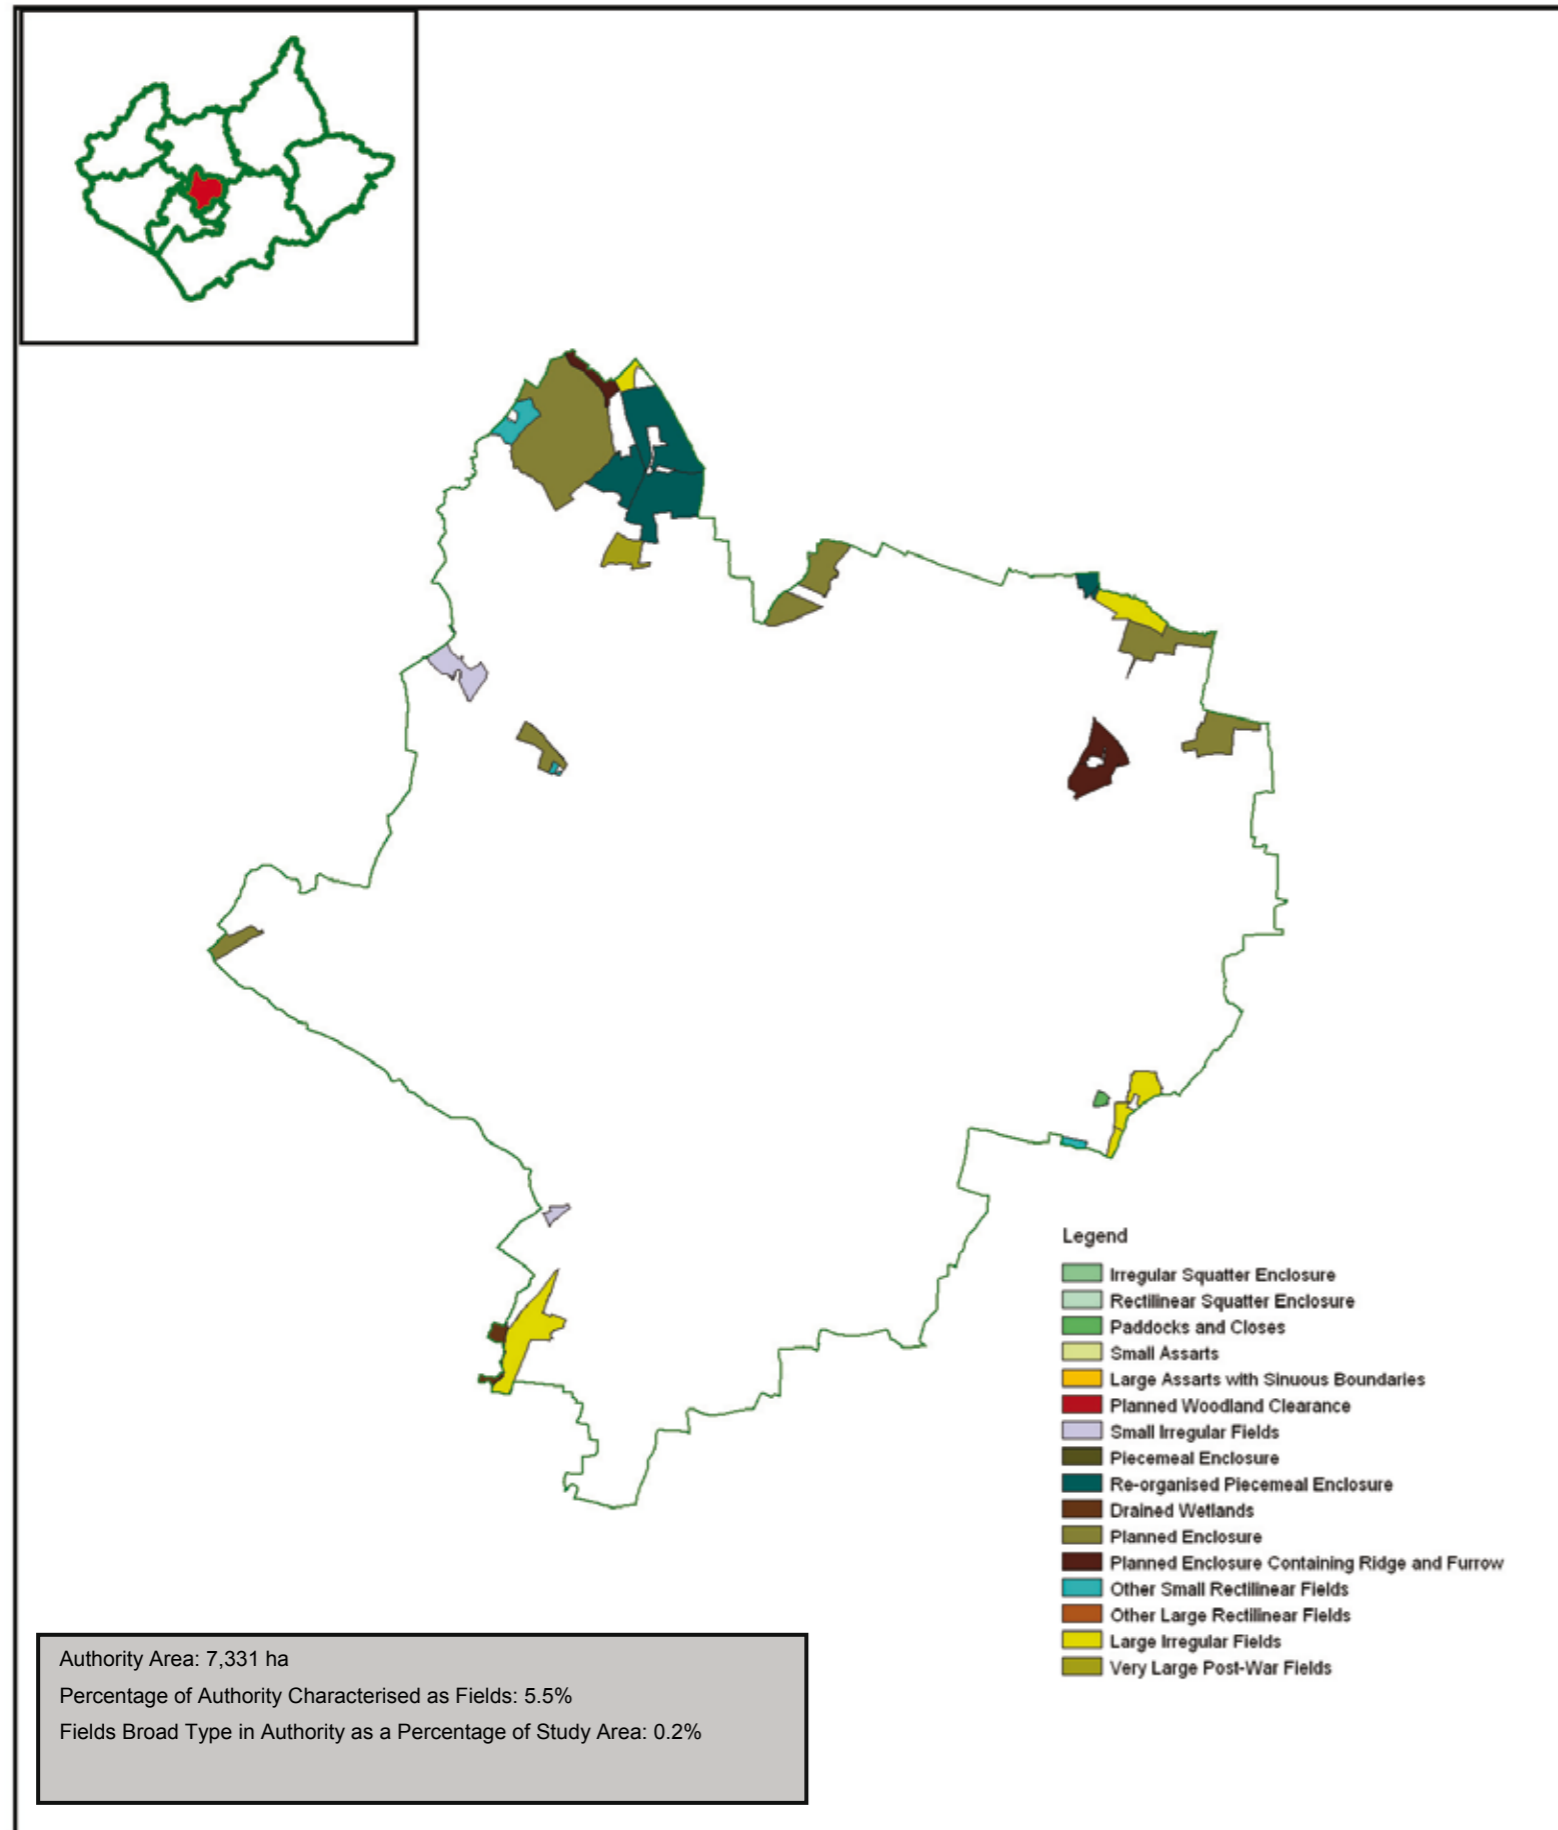 Legend
Irregular Squatter Enclosure
Rectilinear Squatter Enclosure
Paddocks and Closes
Small Assarts
Large Assarts with Sinuous Boundaries
Planned Woodland Clearance
Small Irregular Fields
Piecemeal Enclosure
Re-organised Piecemeal Enclosure
Drained Wetlands
Planned Enclosure
Planned Enclosure Containing Ridge and Furrow
Other Small Rectilinear Fields
Other Large Rectilinear Fields
Large Irregular Fields
Very Large Post-War Fields
Authority Area: 7,331 ha
Percentage of Authority Characterised as Fields: 5.5%
Fields Broad Type in Authority as a Percentage of Study Area: 0.2%